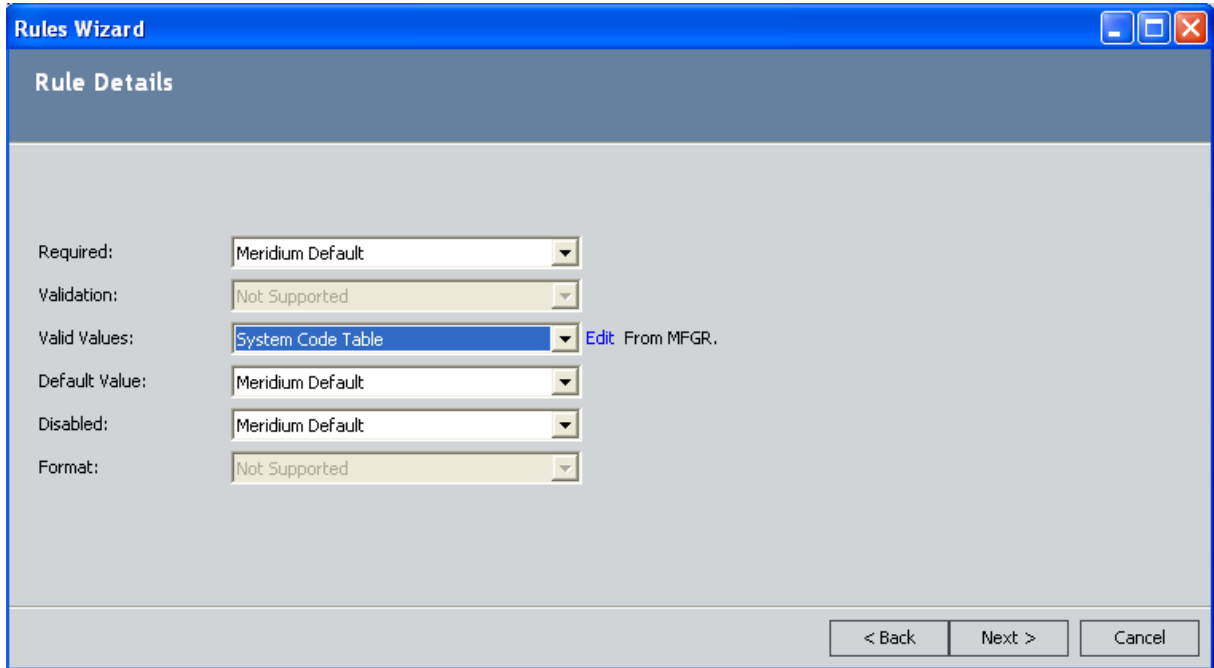 Rules Wizard
Rule Details
Required: Meridium Default
Validation: Not Supported
Valid Values: System Code Table Edit From MFGR.
Default Value: Meridium Default
Disabled: Meridium Default
Format: Not Supported
< Back Next > Cancel